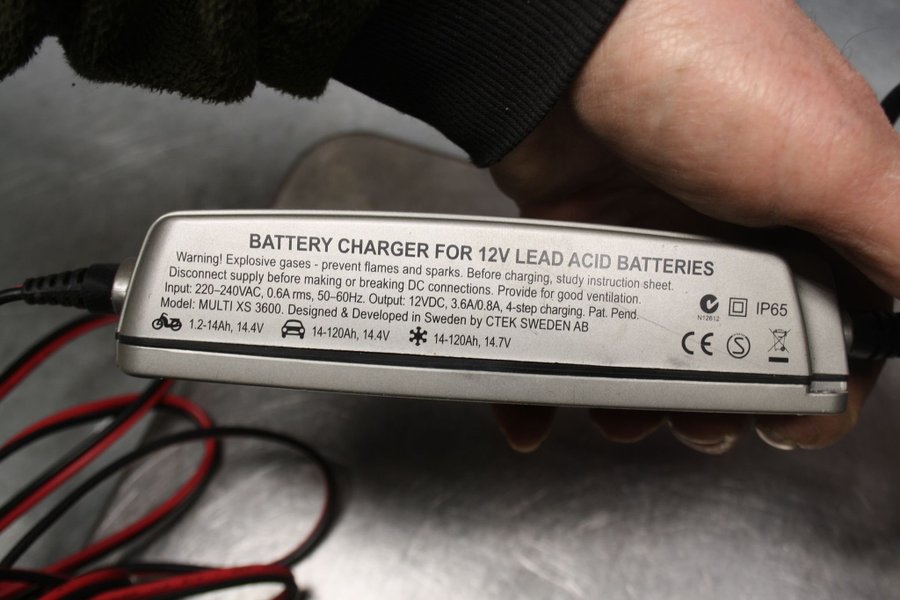 BATTERY CHARGER FOR 12V LEAD ACID BATTERIES
Warning! Explosive gases - prevent flames and sparks. Before charging, study instruction sheet.
Disconnect supply before making or breaking DC connections. Provide for good ventilation.
Input: 220–240VAC, 0.6A rms, 50–60Hz. Output: 12VDC, 3.6A/0.8A, 4-step charging. Pat. Pend.
Model: MULTI XS 3600. Designed & Developed in Sweden by CTEK SWEDEN AB
1.2-14Ah, 14.4V 14-120Ah, 14.4V 14-120Ah, 14.7V
N12612
IP65
CE S